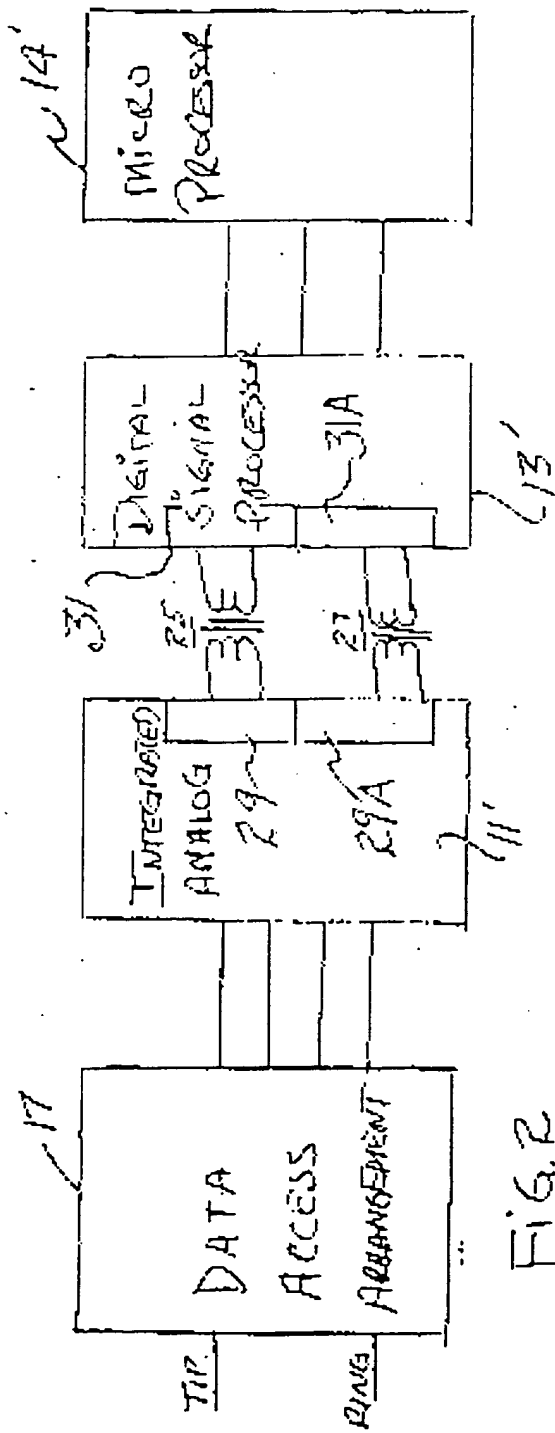 TIP
RING
17
DATA
ACCESS
ARRANGEMENT
INTEGRATED
ANALOG
29
29A
11'
25
27
31
DIGITAL
SIGNAL
PROCESSOR
31A
13'
MICRO
PROCESSOR
14'
FIG. 2